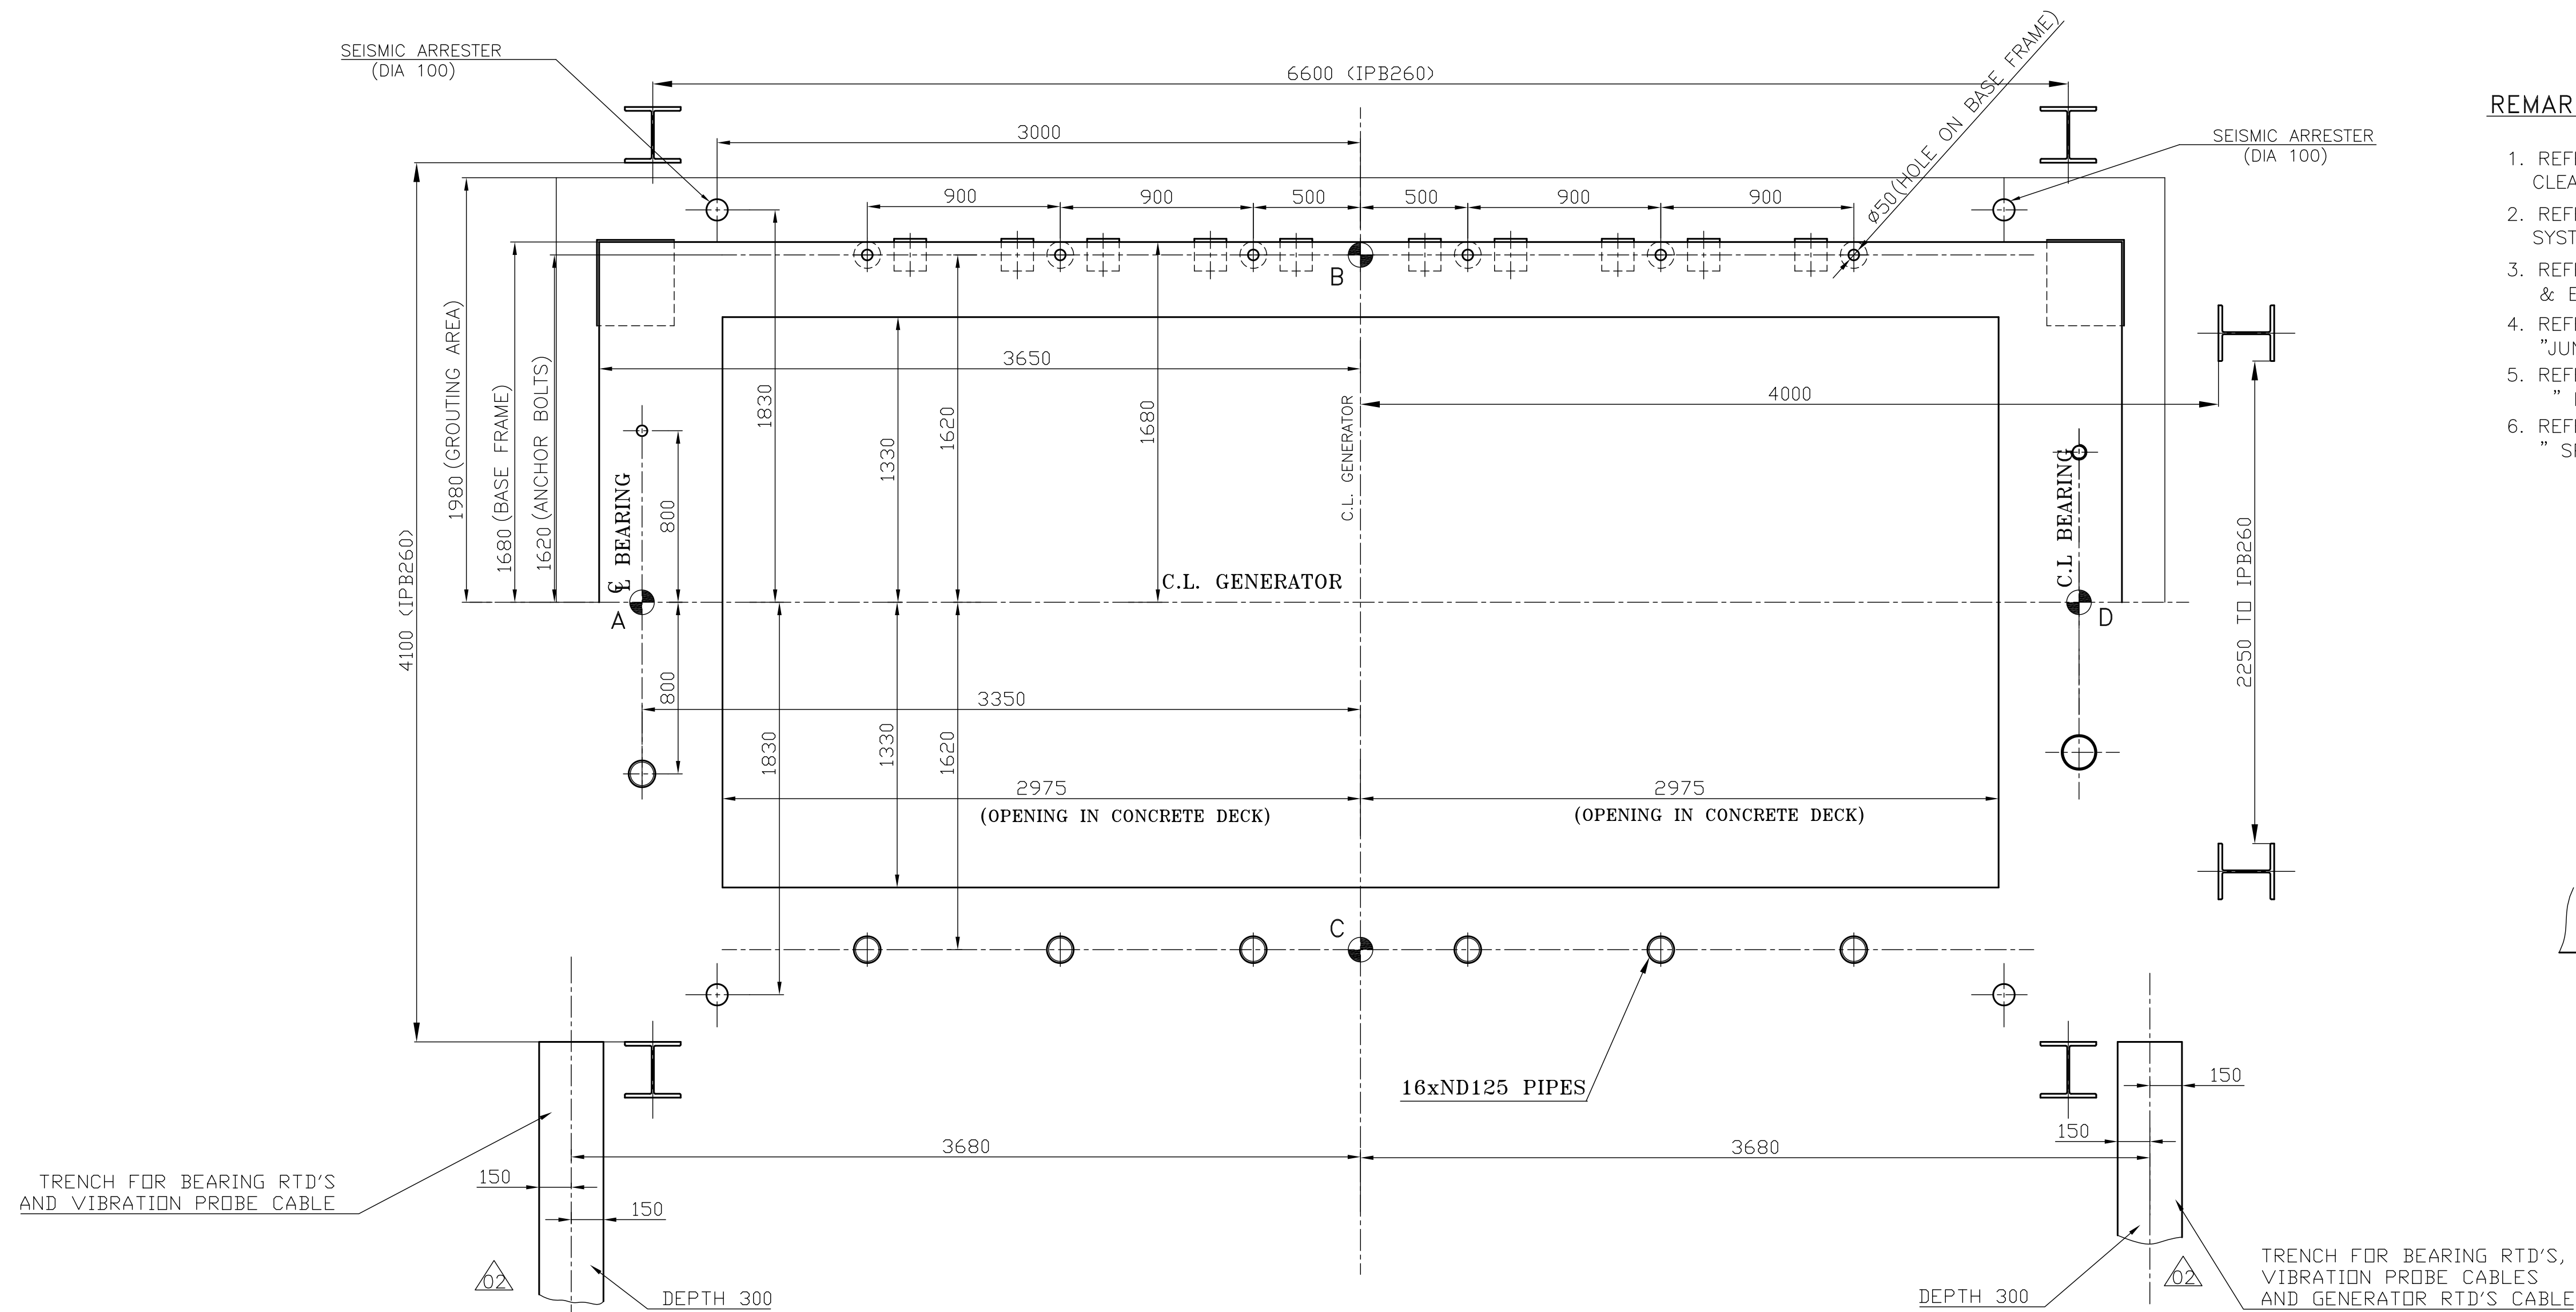 SEISMIC ARRESTER
(DIA 100)
6600 (IPB260)
3000
900
900
500
500
900
900
Ø50(HOLE ON BASE FRAME)
SEISMIC ARRESTER
(DIA 100)
B
3650
4000
4100 (IPB260)
1980(GROUTING AREA)
1680(BASE FRAME)
1620(ANCHOR BOLTS)
℄ BEARING
800
1830
1330
1620
1680
C.L. GENERATOR
C.L. GENERATOR
C.L BEARING
2250 TO IPB260
A
D
800
3350
1830
1330
1620
2975
(OPENING IN CONCRETE DECK)
2975
(OPENING IN CONCRETE DECK)
C
16xND125 PIPES
3680
3680
TRENCH FOR BEARING RTD'S
AND VIBRATION PROBE CABLE
150
150
02
DEPTH 300
150
150
DEPTH 300
02
TRENCH FOR BEARING RTD'S,
VIBRATION PROBE CABLES
AND GENERATOR RTD'S CABLE
REMAR
1. REF
CLEA
2. REF
SYST
3. REF
& E
4. REF
"JUN
5. REF
"
6. REF
" S